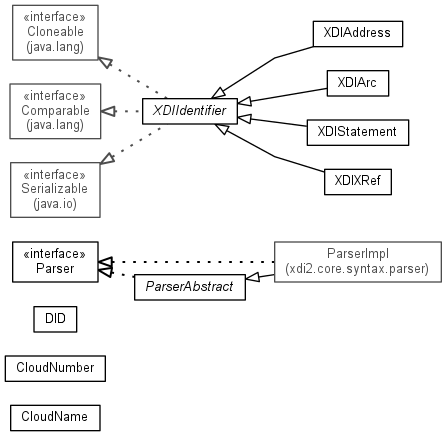 «interface»
Cloneable
(java.lang)
«interface»
Comparable
(java.lang)
«interface»
Serializable
(java.io)
XDIIdentifier
XDIAddress
XDIArc
XDIStatement
XDIXRef
«interface»
Parser
ParserAbstract
ParserImpl
(xdi2.core.syntax.parser)
DID
CloudNumber
CloudName